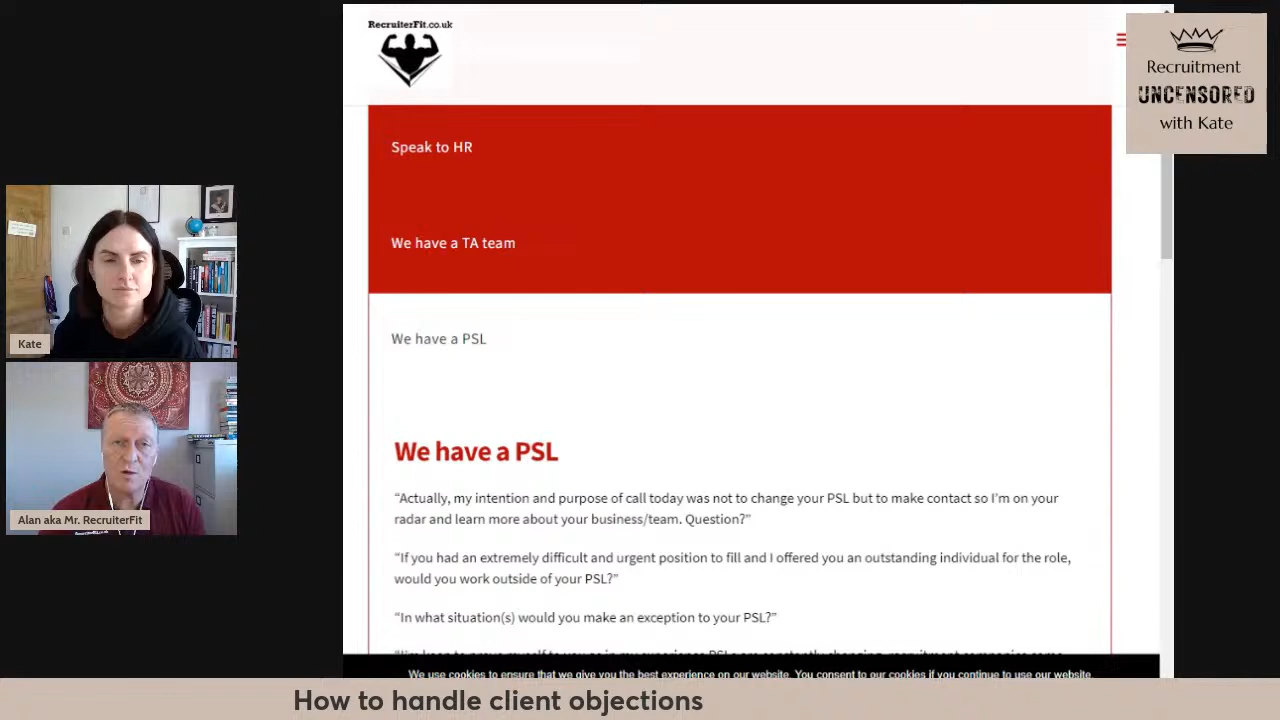 RecruiterFit.co.uk
Recruitment
UNCENSORED
with Kate
Speak to HR
We have a TA team
We have a PSL
We have a PSL
“Actually, my intention and purpose of call today was not to change your PSL but to make contact so I’m on your
radar and learn more about your business/team. Question?”
“If you had an extremely difficult and urgent position to fill and I offered you an outstanding individual for the role,
would you work outside of your PSL?”
“In what situation(s) would you make an exception to your PSL?”
We use cookies to ensure that we give you the best experience on our website. You consent to our cookies if you continue to use our website.
Kate
Alan aka Mr. RecruiterFit
How to handle client objections